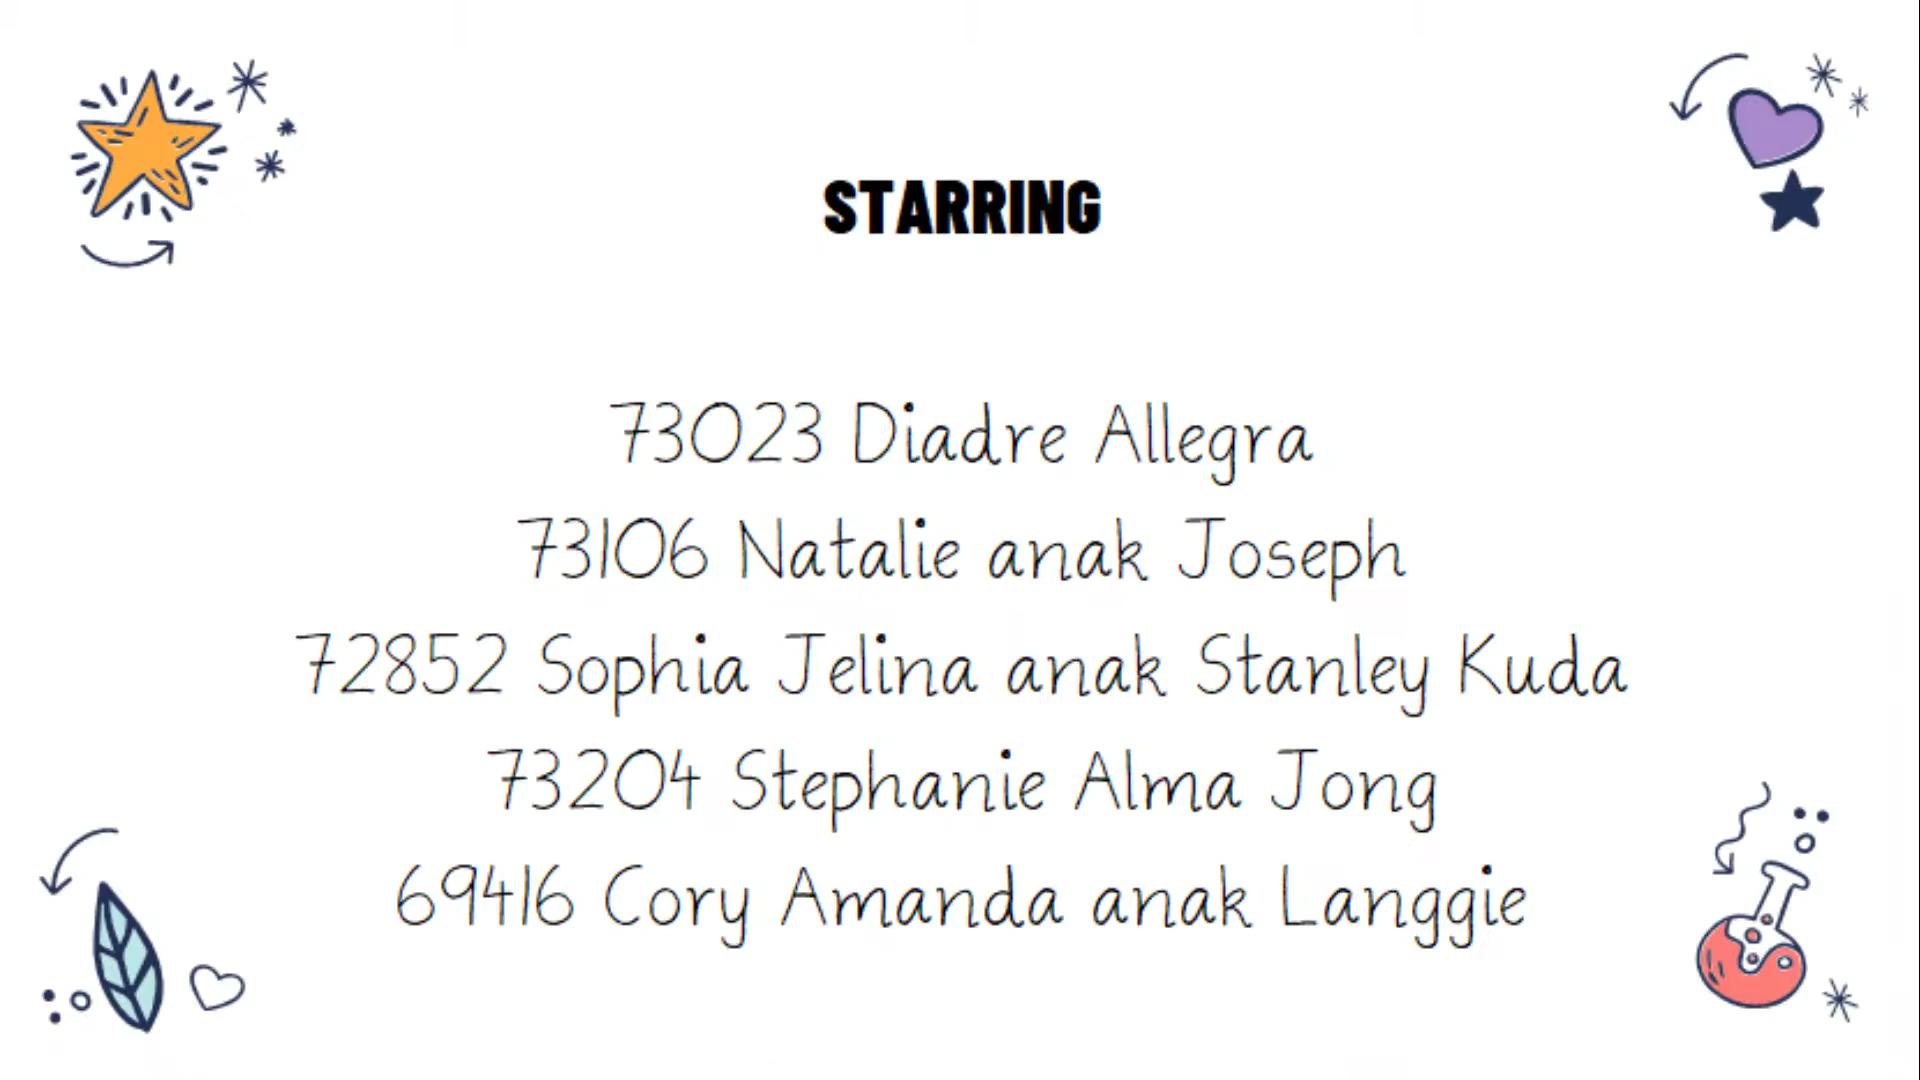 STARRING
73023 Diadre Allegra
73106 Natalie anak Joseph
72852 Sophia Jelina anak Stanley Kuda
73204 Stephanie Alma Jong
69416 Cory Amanda anak Langgie